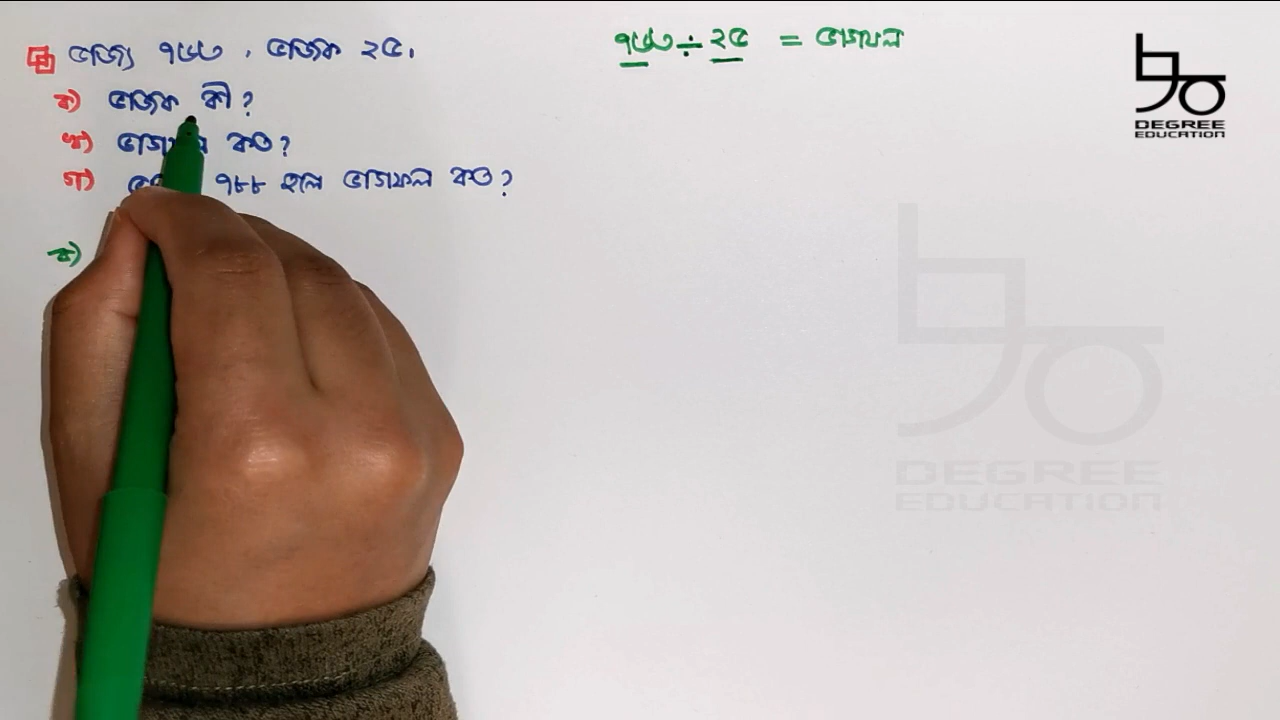 ভাজ্য ৭৬৩, ভাজক ২৫।
ক) ভাজক কী?
খ) ভাগফল কত?
গ) ৭৮৮ হলে ভাগফল কত?
৭৬৩ ÷ ২৫ = ভাগফল
ক)
DEGREE
EDUCATION
DEGREE
EDUCATION